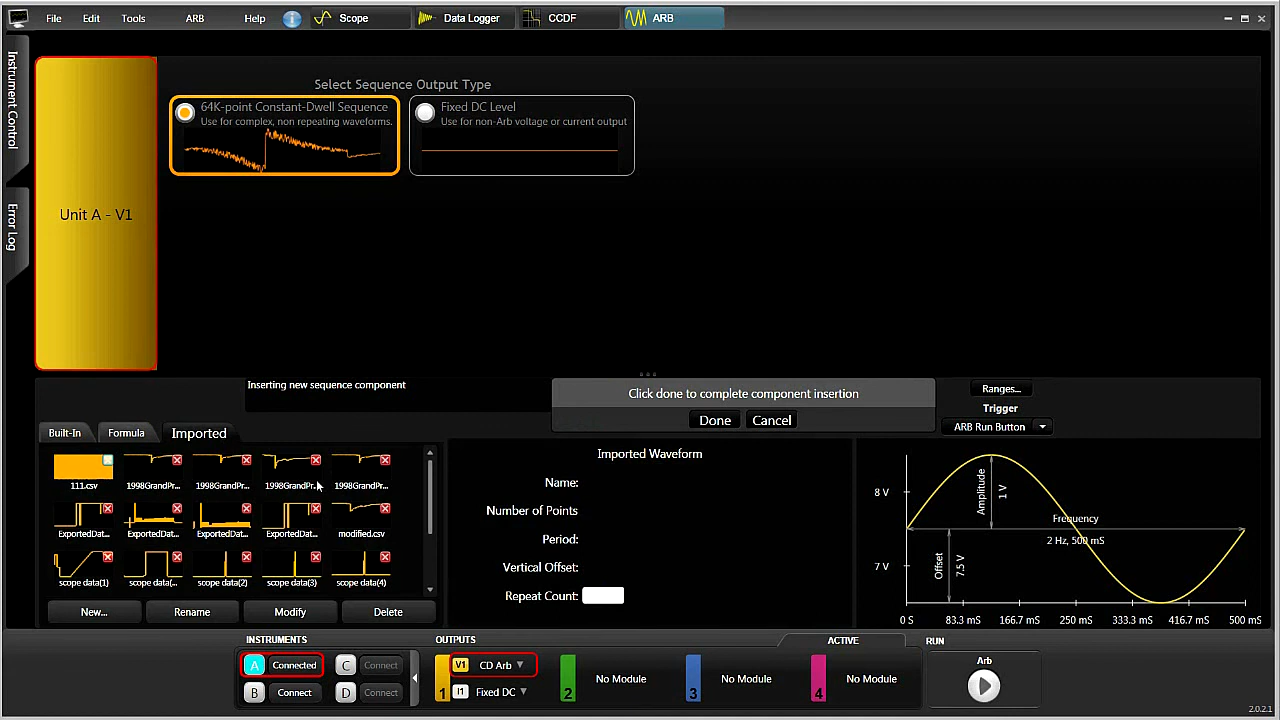 File Edit Tools ARB Help Scope Data Logger CCDF ARB
Instrument Control
Error Log
Select Sequence Output Type
64K-point Constant-Dwell Sequence
Use for complex, non repeating waveforms.
Fixed DC Level
Use for non-Arb voltage or current output
Unit A - V1
Inserting new sequence component
Click done to complete component insertion
Done Cancel
Ranges...
Trigger
ARB Run Button
Built-In Formula Imported
111.csv 1998GrandPr... 1998GrandPr... 1998GrandPr... 1998GrandPr...
ExportedDat... ExportedDat... ExportedDat... ExportedDat... modified.csv
scope data(1) scope data(... scope data(2) scope data(3) scope data(4)
New... Rename Modify Delete
Imported Waveform
Name:
Number of Points
Period:
Vertical Offset:
Repeat Count:
8 V
7 V
Amplitude
1 V
Frequency
2 Hz, 500 mS
Offset
7.5 V
0 S 83.3 mS 166.7 mS 250 mS 333.3 mS 416.7 mS 500 mS
INSTRUMENTS
A Connected C Connect
B Connect D Connect
OUTPUTS
1 V1 CD Arb
I1 Fixed DC
2 No Module
3 No Module
4 No Module
ACTIVE
RUN
Arb
2.0.2.1